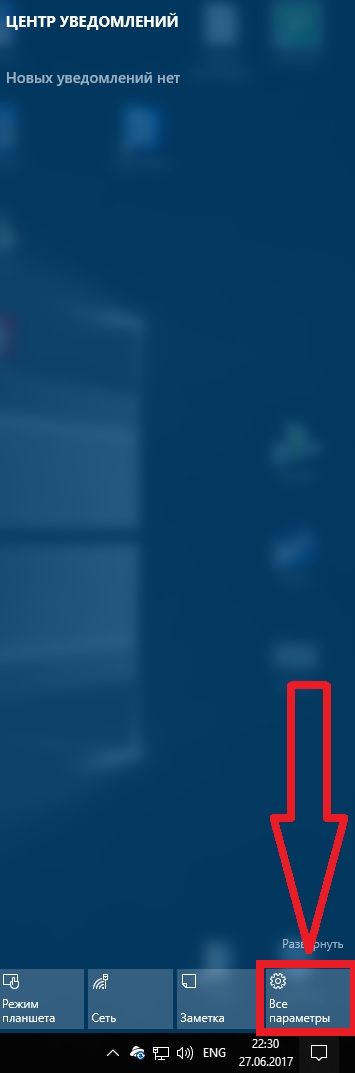 ЦЕНТР УВЕДОМЛЕНИЙ
Новых уведомлений нет
Развернуть
Режим
планшета
Сеть
Заметка
Все
параметры
ENG
22:30
27.06.2017